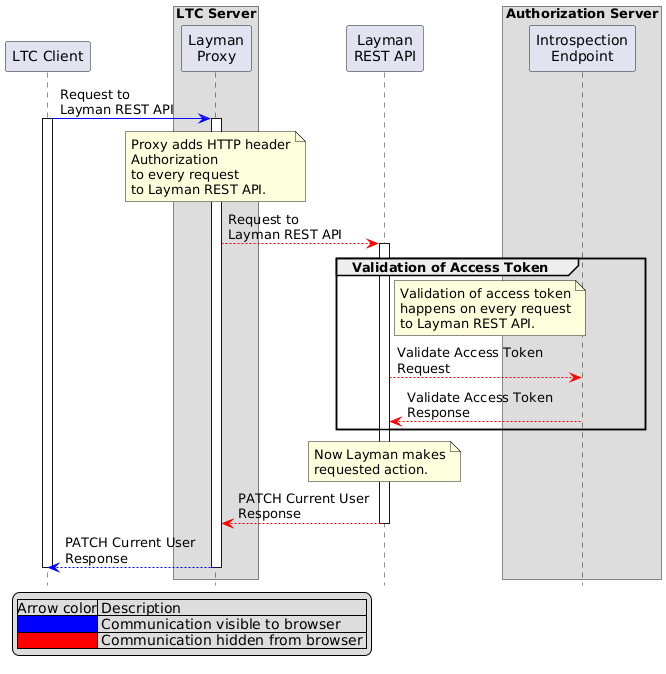 LTC Server
Authorization Server
LTC Client
Layman
Proxy
Layman
REST API
Introspection
Endpoint
Request to
Layman REST API
Proxy adds HTTP header
Authorization
to every request
to Layman REST API.
Request to
Layman REST API
Validation of Access Token
Validation of access token
happens on every request
to Layman REST API.
Validate Access Token
Request
Validate Access Token
Response
Now Layman makes
requested action.
PATCH Current User
Response
PATCH Current User
Response
Arrow color Description
Communication visible to browser
Communication hidden from browser